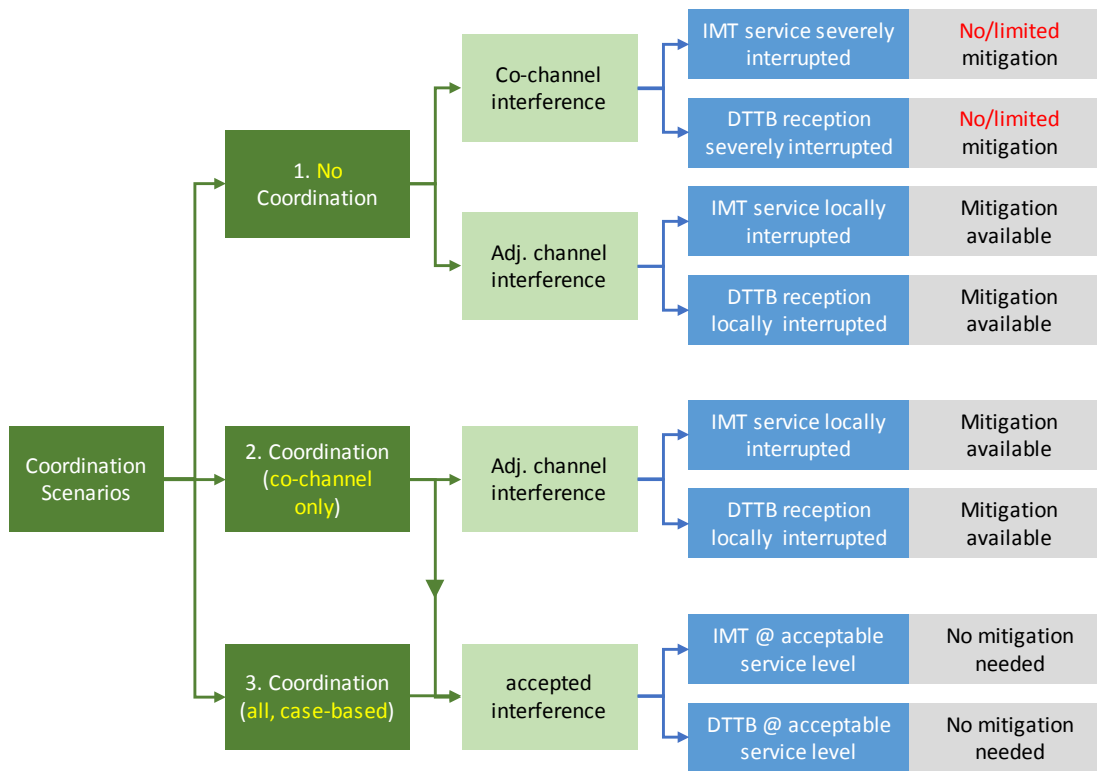 Coordination
Scenarios
1. No
Coordination
Co-channel
interference
IMT service severely
interrupted
No/limited
mitigation
DTTB reception
severely interrupted
No/limited
mitigation
Adj. channel
interference
IMT service locally
interrupted
Mitigation
available
DTTB reception
locally  interrupted
Mitigation
available
2. Coordination
(co-channel
only)
Adj. channel
interference
IMT service locally
interrupted
Mitigation
available
DTTB reception
locally  interrupted
Mitigation
available
3. Coordination
(all, case-based)
accepted
interference
IMT @ acceptable
service level
No mitigation
needed
DTTB @ acceptable
service level
No mitigation
needed